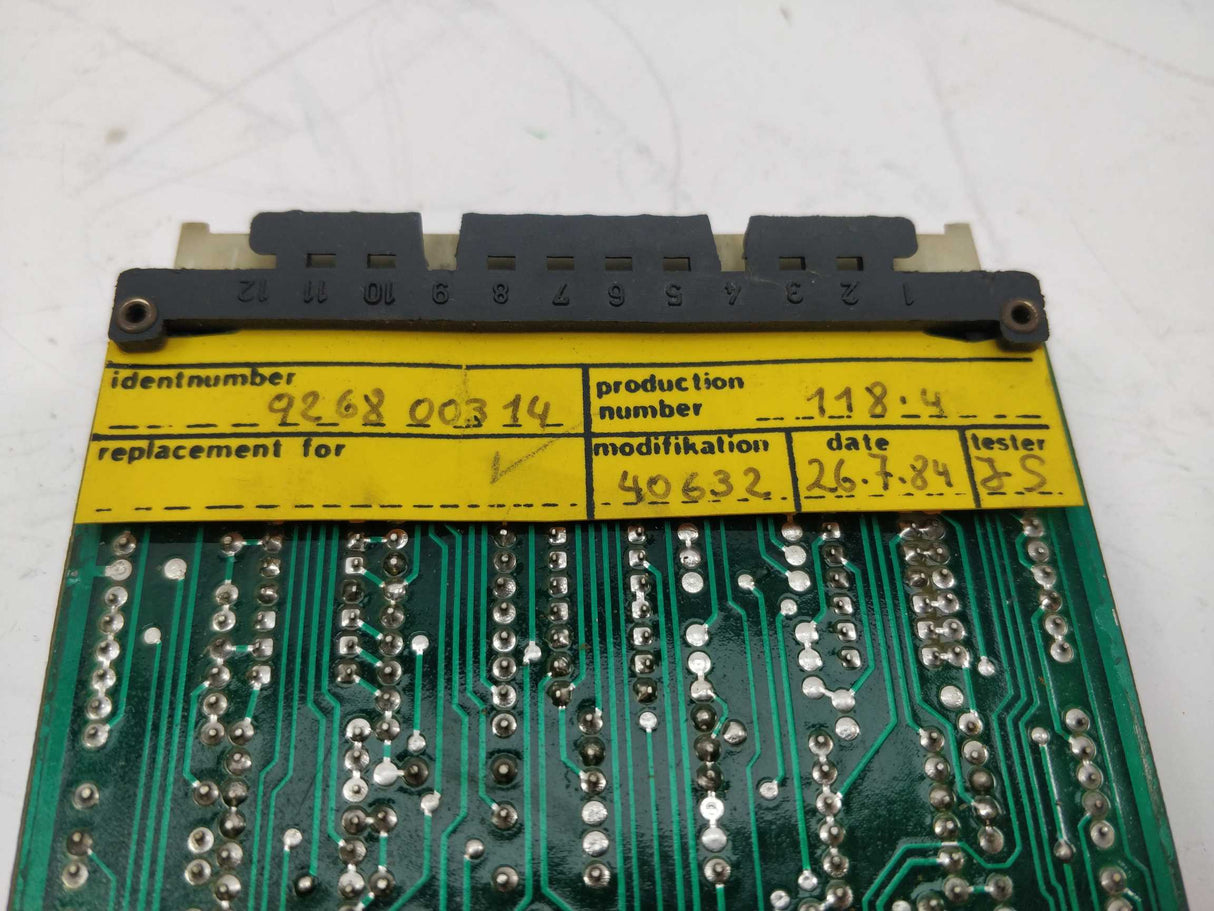 12 11 10 9 8 7 6 5 4 3 2 1
identnumber 9268 00314
production number 118.4
replacement for
modifikation 40632
date 26.7.84
tester JS